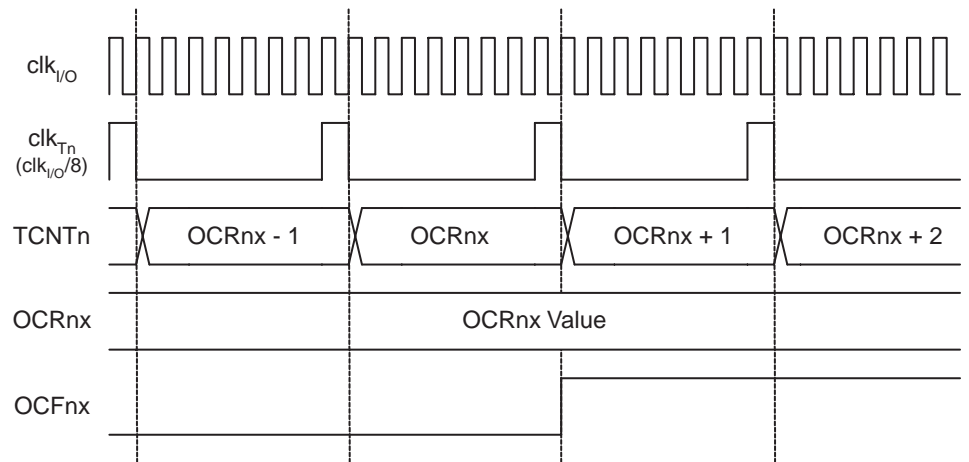 clkI/O
clkTn
(clkI/O/8)
TCNTn OCRnx - 1 OCRnx OCRnx + 1 OCRnx + 2
OCRnx OCRnx Value
OCFnx